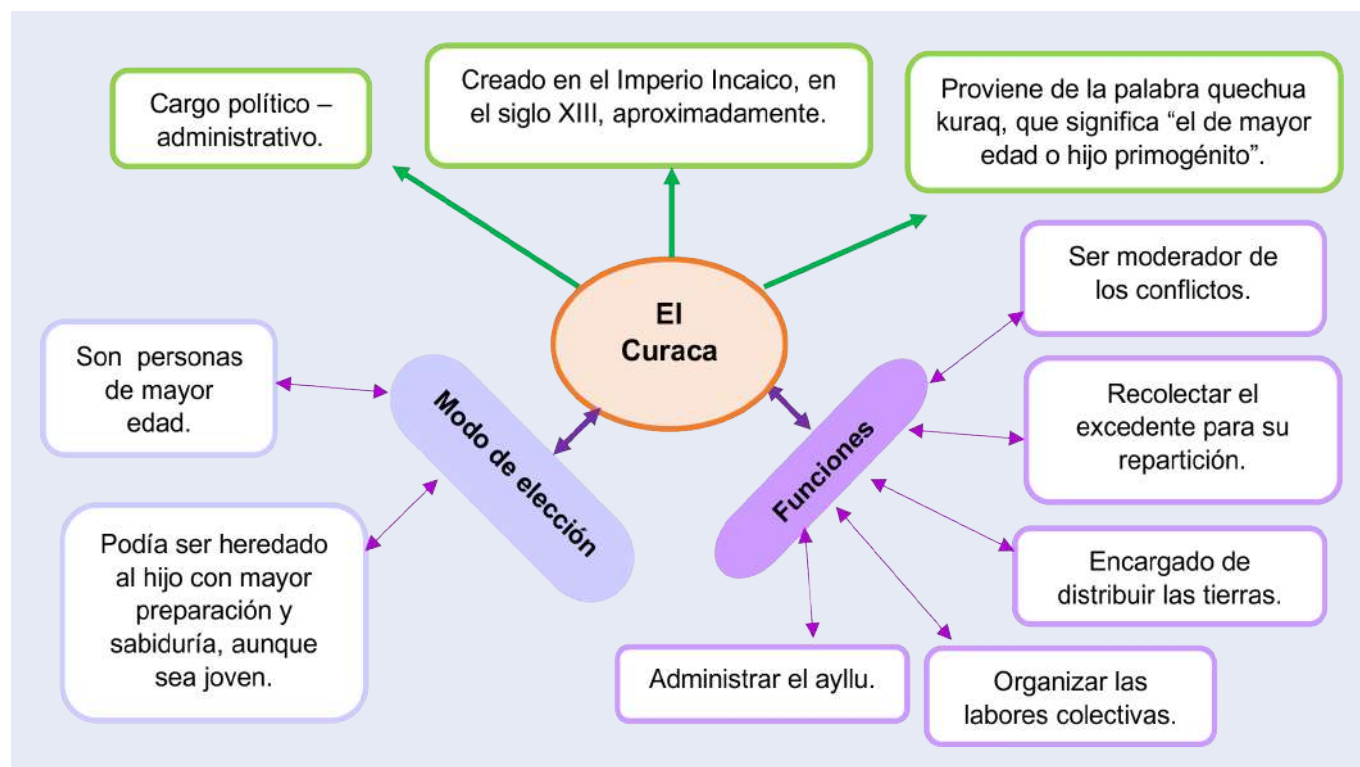 Cargo político –
administrativo.
Creado en el Imperio Incaico, en
el siglo XIII, aproximadamente.
Proviene de la palabra quechua
kuraq, que significa “el de mayor
edad o hijo primogénito”.
El
Curaca
Modo de elección
Son personas
de mayor
edad.
Podía ser heredado
al hijo con mayor
preparación y
sabiduría, aunque
sea joven.
Funciones
Ser moderador de
los conflictos.
Recolectar el
excedente para su
repartición.
Encargado de
distribuir las tierras.
Organizar las
labores colectivas.
Administrar el ayllu.